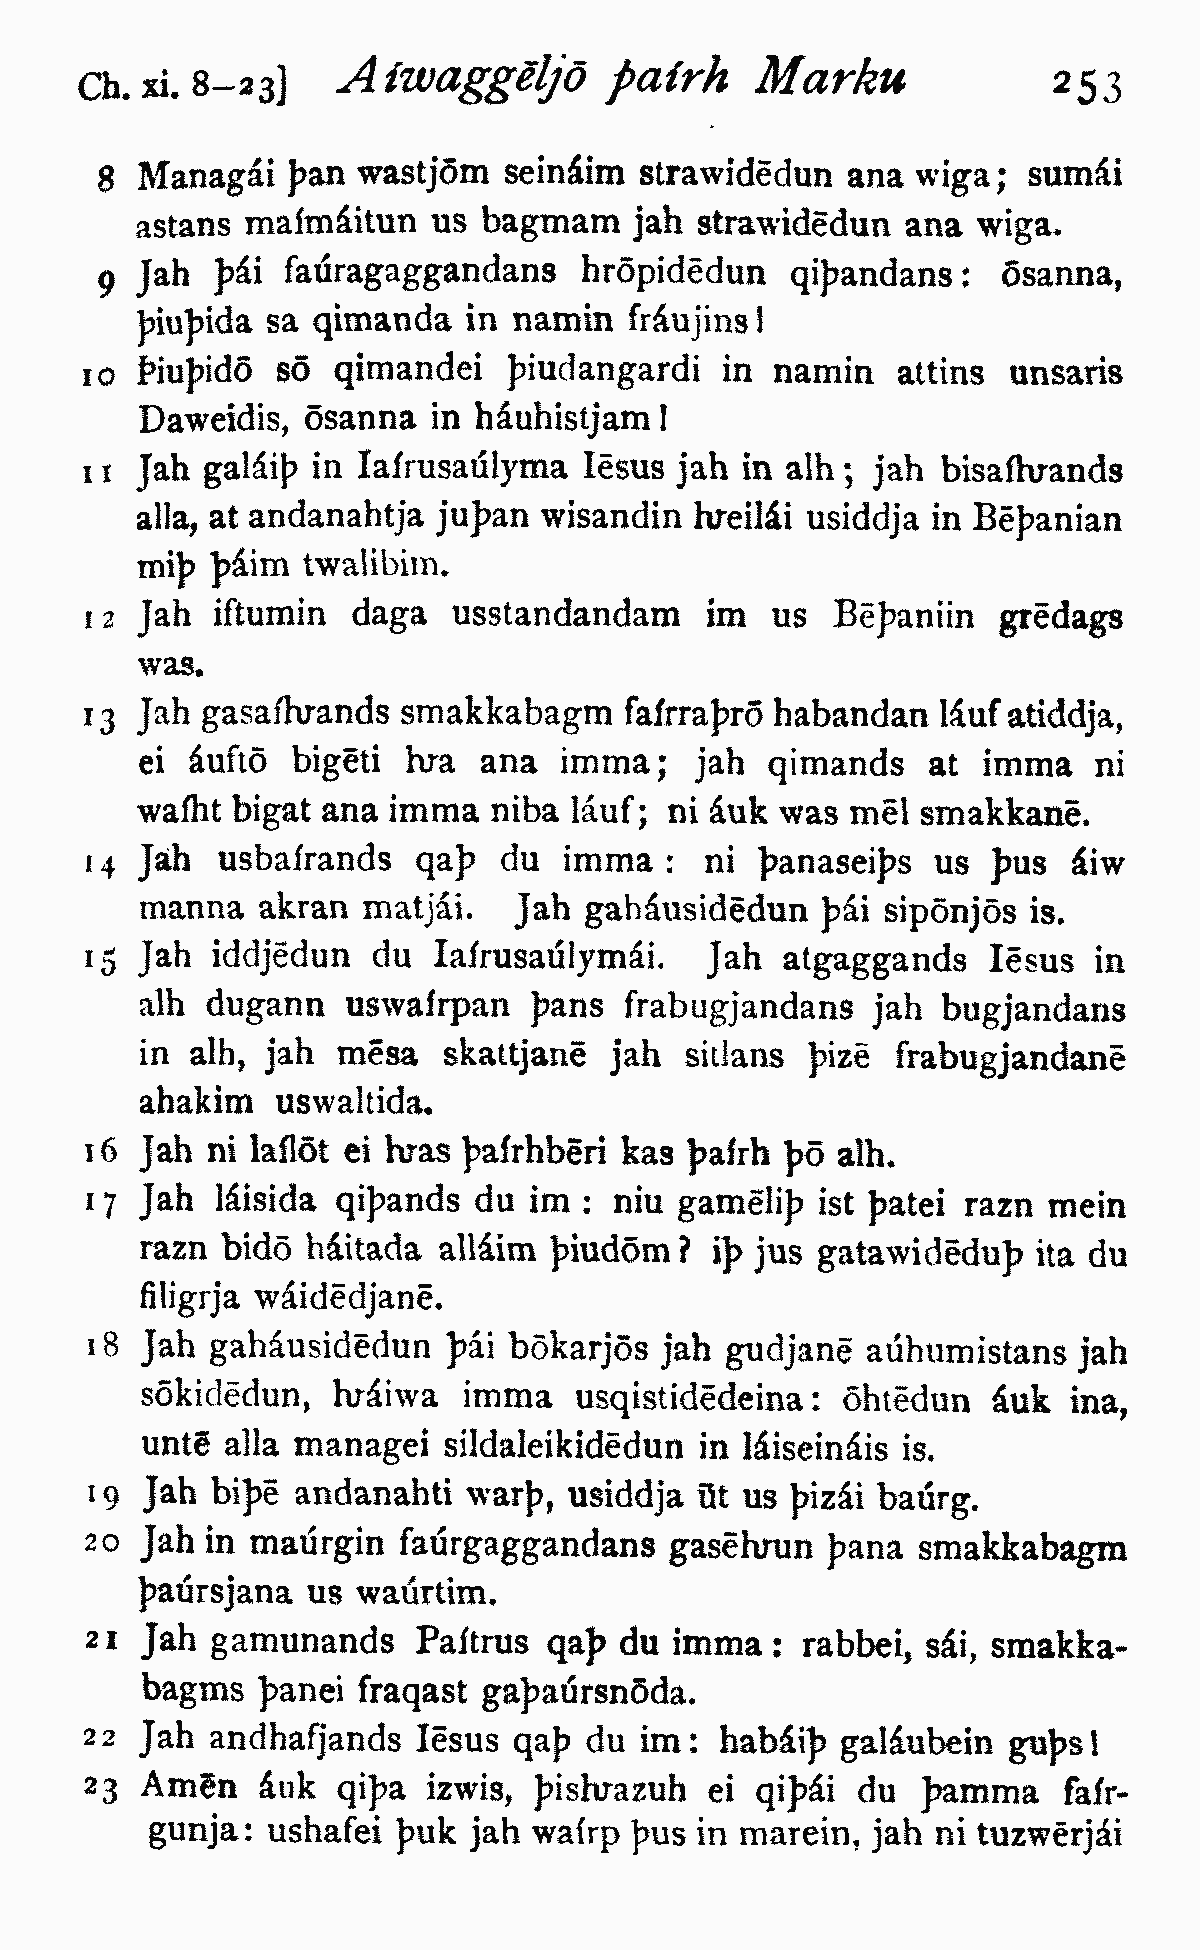 Ch. xi. 8–23] Aíwaggēljō þaírh Marku 253
8 Managái þan wastjōm seináim strawidēdun ana wiga; sumái
astans maímáitun us bagmam jah strawidēdun ana wiga.
9 Jah þái faúragaggandans hrōpidēdun qiþandans: ōsanna,
þiuþida sa qimanda in namin fráujins!
10 Þiuþidō sō qimandei þiudangardi in namin attins unsaris
Daweidis, ōsanna in háuhistjam!
11 Jah galáiþ in Iaírusaúlyma Iēsus jah in alh; jah bisaíƕands
alla, at andanahtja juþan wisandin ƕeilái usiddja in Bēþanian
miþ þáim twalibim.
12 Jah iftumin daga usstandandam im us Bēþaniin grēdags
was.
13 Jah gasaíƕands smakkabagm faírraþrō habandan láuf atiddja,
ei áuftō bigēti ƕa ana imma; jah qimands at imma ni
waíht bigat ana imma niba láuf; ni áuk was mēl smakkanē.
14 Jah usbaírands qaþ du imma: ni þanaseiþs us þus áiw
manna akran matjái. Jah gaháusidēdun þái sipōnjōs is.
15 Jah iddjēdun du Iaírusaúlymái. Jah atgaggands Iēsus in
alh dugann uswaírpan þans frabugjandans jah bugjandans
in alh, jah mēsa skattjanē jah sitlans þizē frabugjandanē
ahakim uswaltida.
16 Jah ni laílōt ei ƕas þaírhbēri kas þaírh þō alh.
17 Jah láisida qiþands du im: niu gamēliþ ist þatei razn mein
razn bidō háitada alláim þiudōm? iþ jus gatawidēduþ ita du
filigrja wáidēdjanē.
18 Jah gaháusidēdun þái bōkarjōs jah gudjanē aúhumistans jah
sōkidēdun, ƕáiwa imma usqistidēdeina: ōhtēdun áuk ina,
untē alla managei sildaleikidēdun in láiseináis is.
19 Jah biþē andanahti warþ, usiddja ūt us þizái baúrg.
20 Jah in maúrgin faúrgaggandans gasēƕun þana smakkabagm
þaúrsjana us waúrtim.
21 Jah gamunands Paítrus qaþ du imma: rabbei, sái, smakka-
bagms þanei fraqast gaþaúrsnōda.
22 Jah andhafjands Iēsus qaþ du im: habáiþ galáubein guþs!
23 Amēn áuk qiþa izwis, þisƕazuh ei qiþái du þamma faír-
gunja: ushafei þuk jah waírp þus in marein, jah ni tuzwērjái